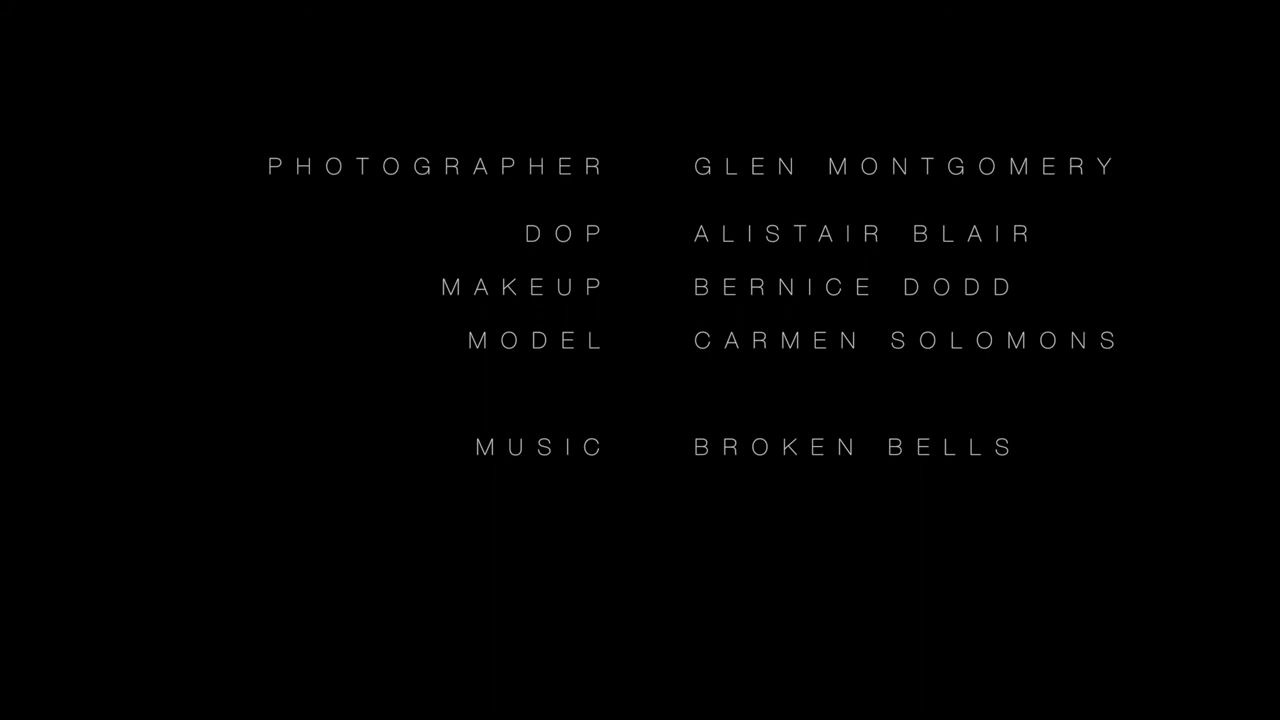 PHOTOGRAPHER GLEN MONTGOMERY
DOP ALISTAIR BLAIR
MAKEUP BERNICE DODD
MODEL CARMEN SOLOMONS
MUSIC BROKEN BELLS